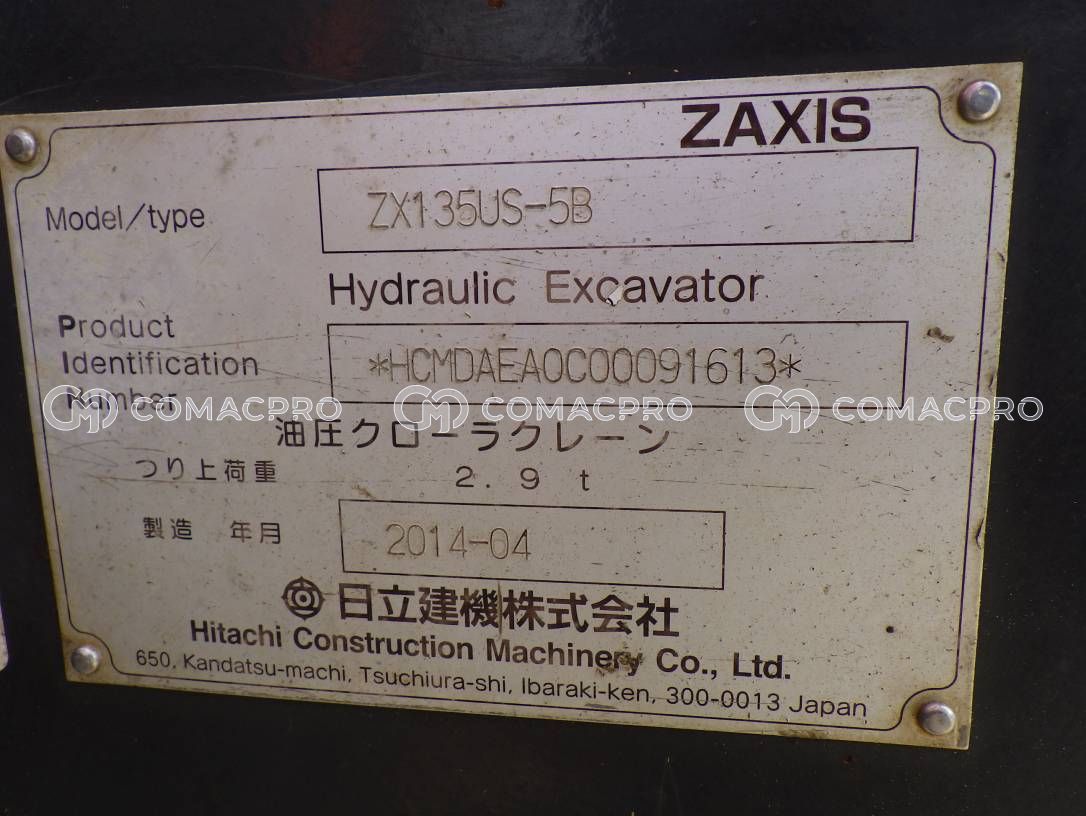 ZAXIS
Model/type
ZX135US-5B
Hydraulic Excavator
Product
Identification
Number
*HCMDAEA0C00091613*
COMACPRO COMACPRO COMACPRO
油圧クローラクレーン
つり上荷重 2.9 t
製造 年月 2014-04
日立建機株式会社
Hitachi Construction Machinery Co., Ltd.
650, Kandatsu-machi, Tsuchiura-shi, Ibaraki-ken, 300-0013 Japan